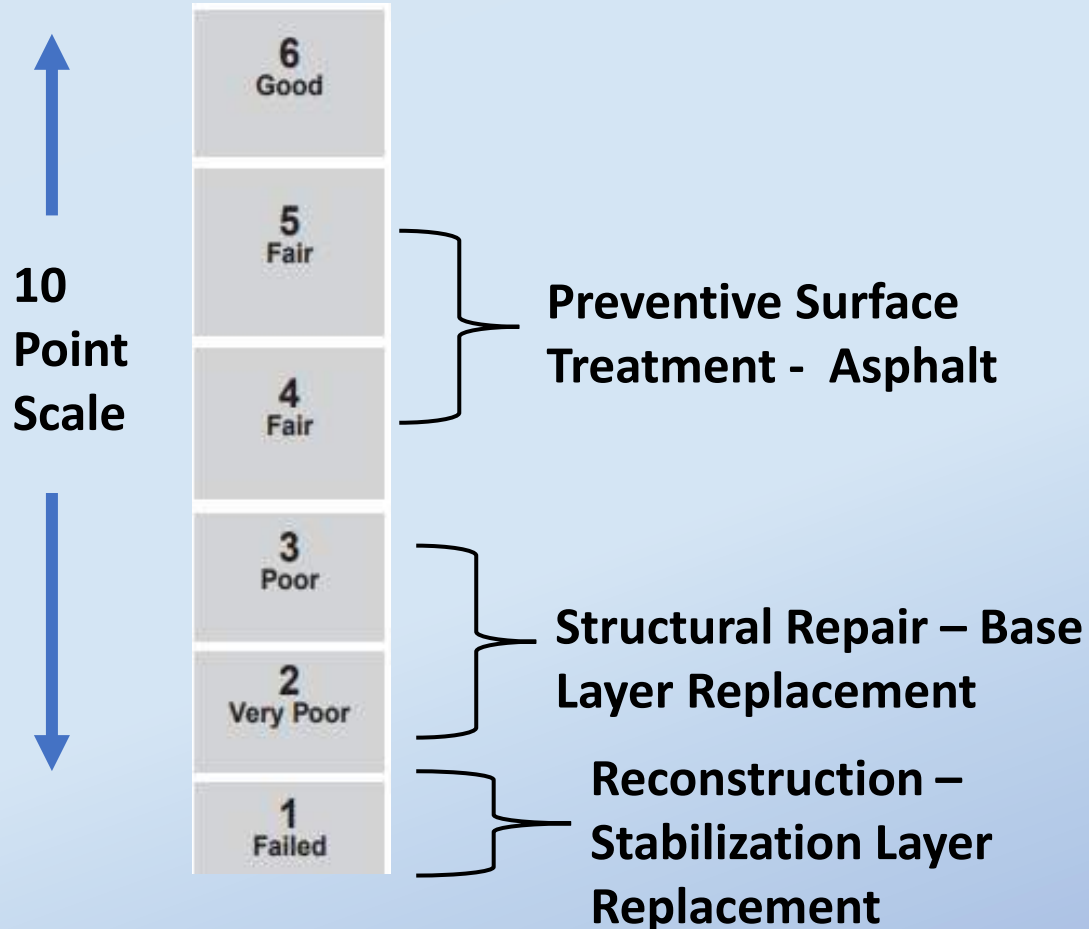 6
Good
5
Fair
10
Point
Scale
Preventive Surface
Treatment - Asphalt
4
Fair
3
Poor
Structural Repair – Base
Layer Replacement
2
Very Poor
Reconstruction –
Stabilization Layer
Replacement
1
Failed